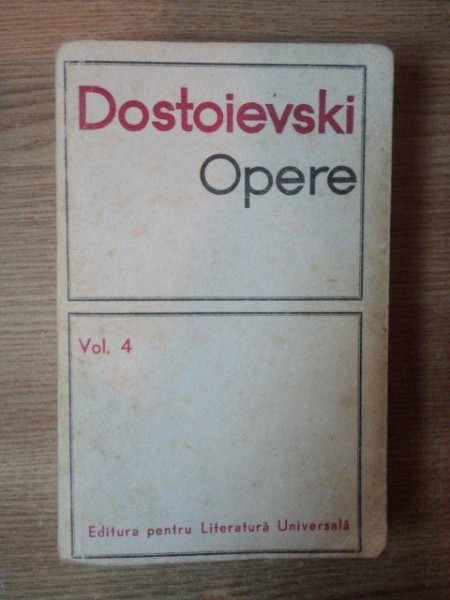 Dostoievski
Opere
Vol. 4
Editura pentru Literatură Universală